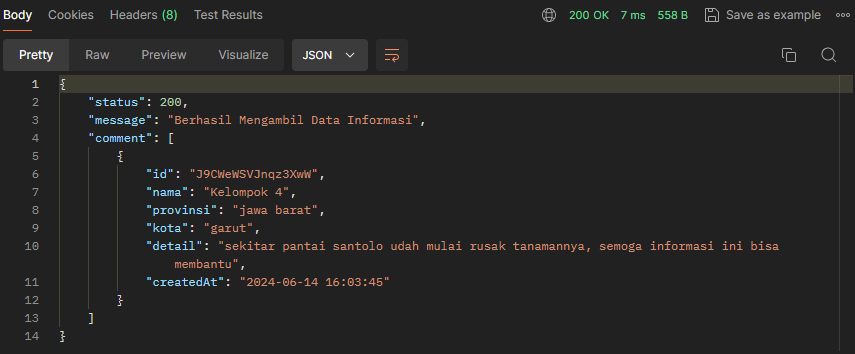 Body Cookies Headers (8) Test Results 200 OK 7 ms 558 B Save as example
Pretty Raw Preview Visualize JSON
1 {
2 "status": 200,
3 "message": "Berhasil Mengambil Data Informasi",
4 "comment": [
5 {
6 "id": "J9CWeWSVJnqz3XwW",
7 "nama": "Kelompok 4",
8 "provinsi": "jawa barat",
9 "kota": "garut",
10 "detail": "sekitar pantai santolo udah mulai rusak tanamannya, semoga informasi ini bisa
membantu",
11 "createdAt": "2024-06-14 16:03:45"
12 }
13 ]
14 }